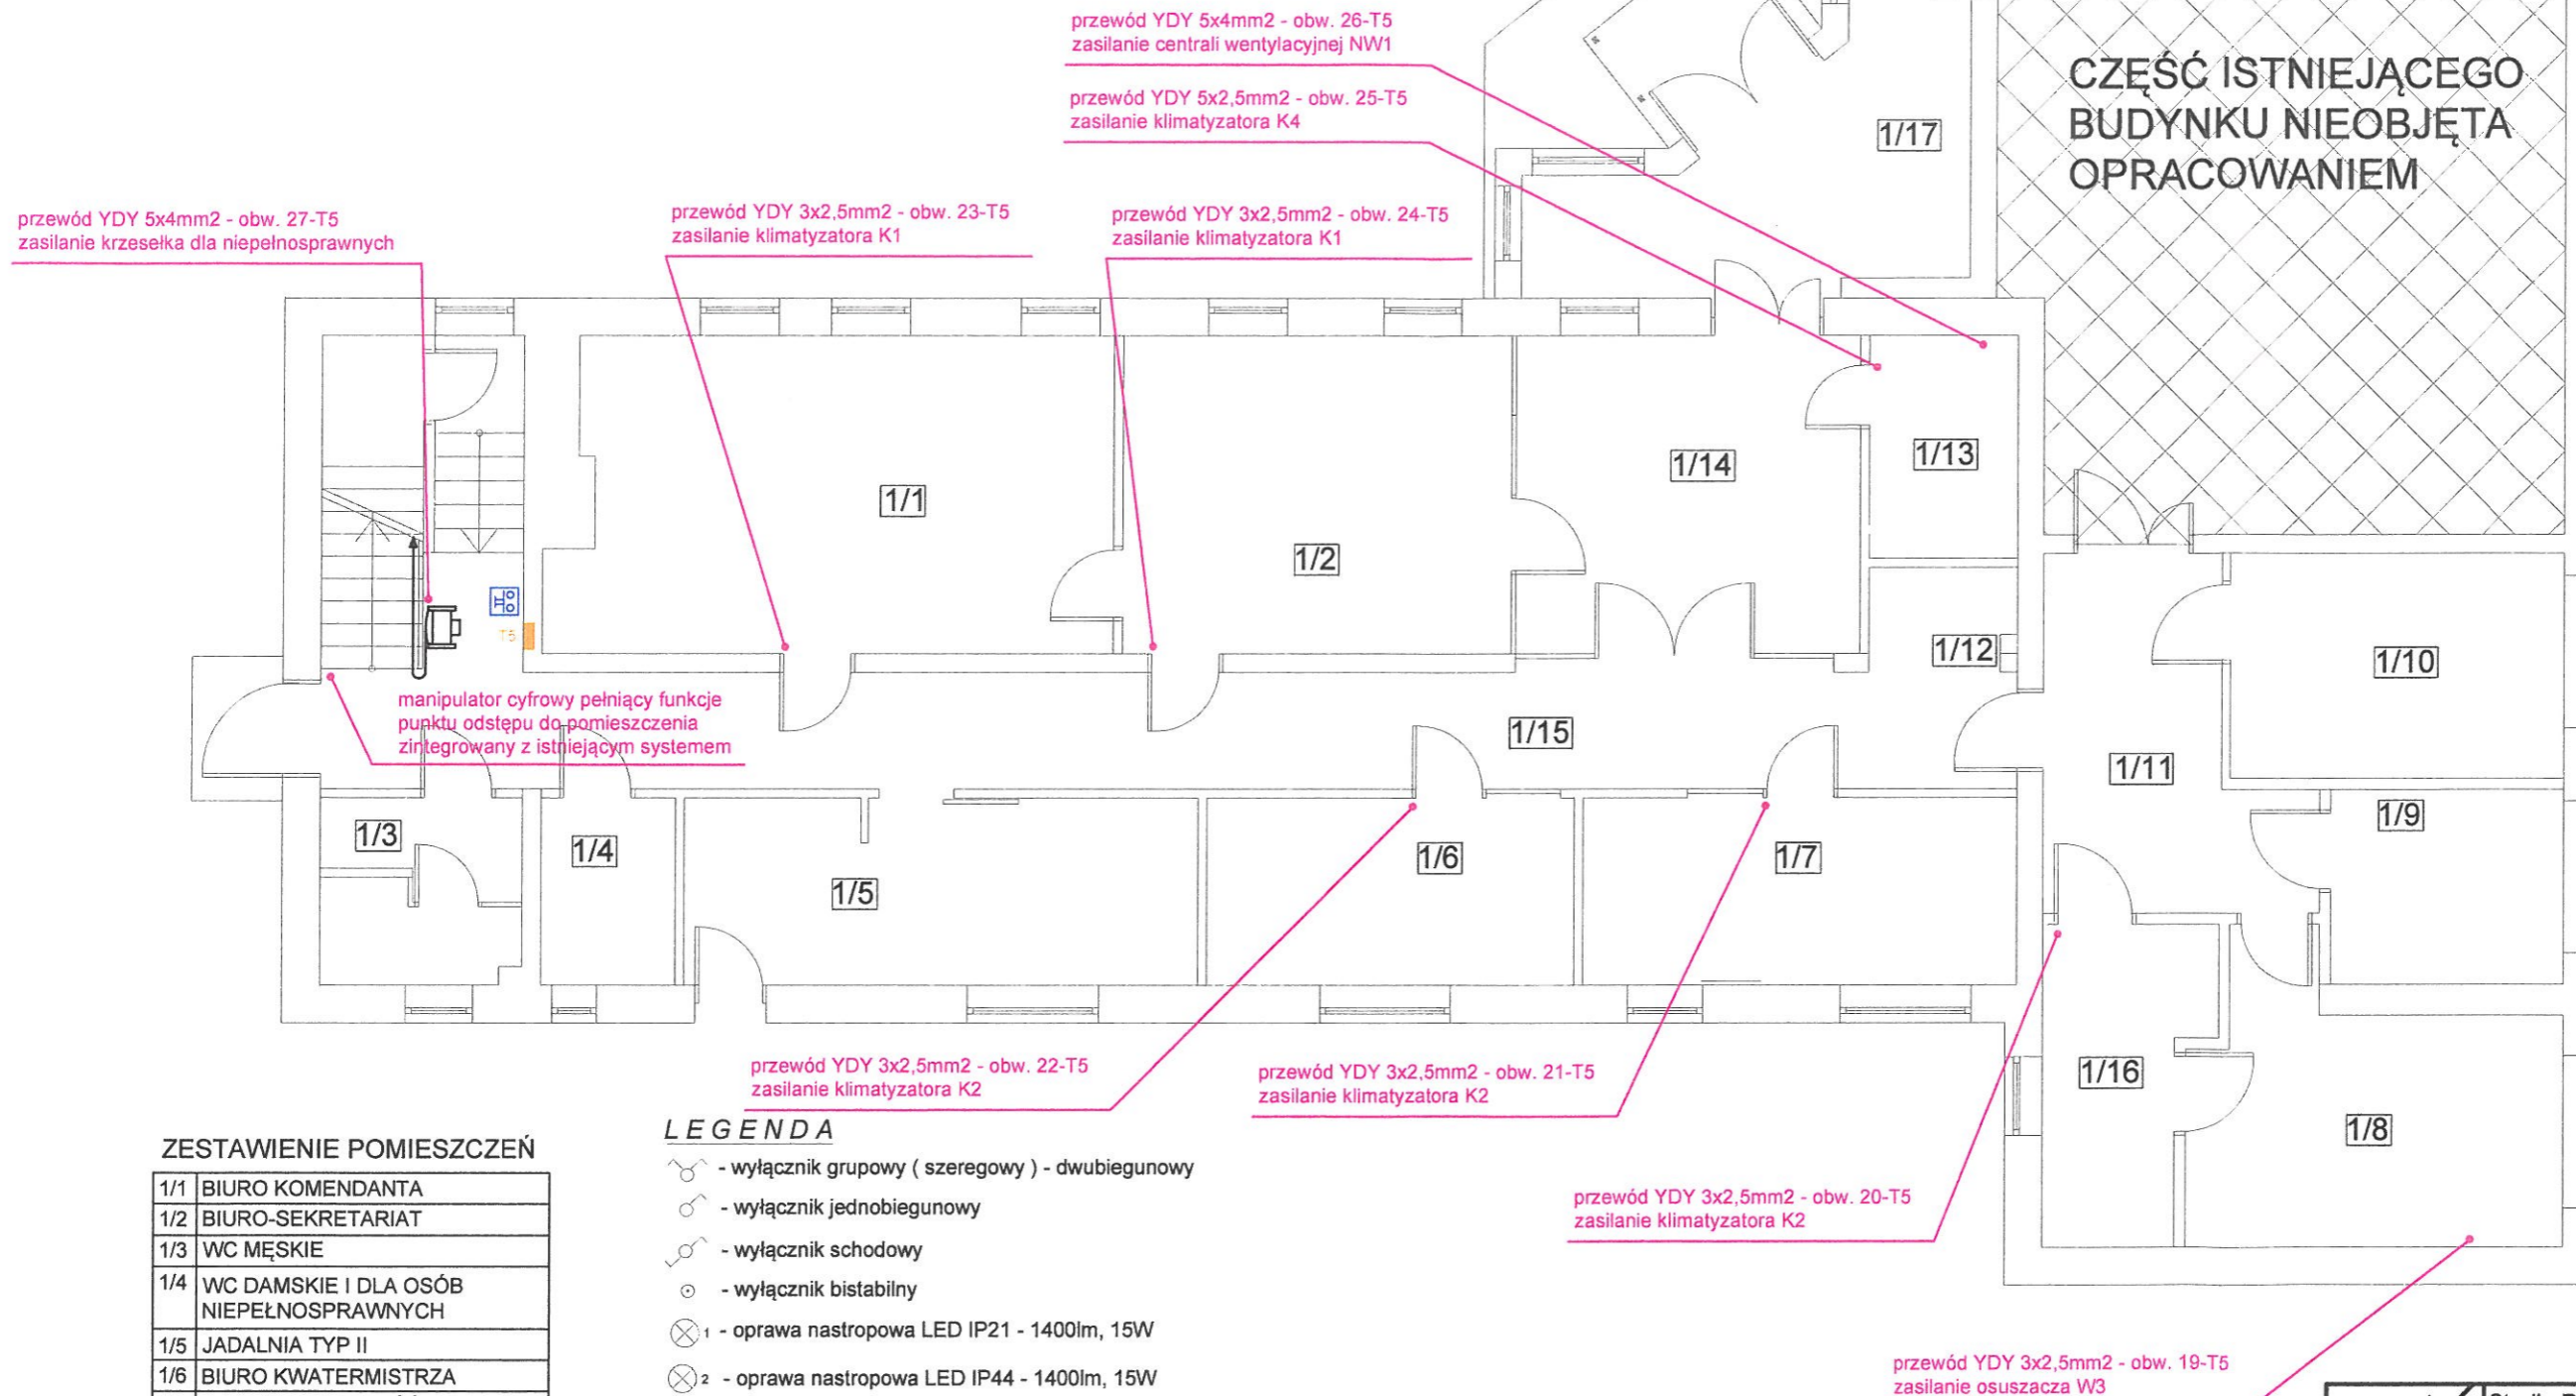 przewód YDY 5x4mm2 - obw. 26-T5
zasilanie centrali wentylacyjnej NW1
przewód YDY 5x2,5mm2 - obw. 25-T5
zasilanie klimatyzatora K4
CZĘŚĆ ISTNIEJĄCEGO
BUDYNKU NIEOBJĘTA
OPRACOWANIEM
1/17
przewód YDY 5x4mm2 - obw. 27-T5
zasilanie krzesełka dla niepełnosprawnych
przewód YDY 3x2,5mm2 - obw. 23-T5
zasilanie klimatyzatora K1
przewód YDY 3x2,5mm2 - obw. 24-T5
zasilanie klimatyzatora K1
1/1
1/2
1/14
1/13
T5
1/12
1/10
manipulator cyfrowy pełniący funkcje
punktu odstępu do pomieszczenia
zintegrowany z istniejącym systemem
1/15
1/11
1/3
1/4
1/5
1/6
1/7
1/9
1/16
1/8
przewód YDY 3x2,5mm2 - obw. 22-T5
zasilanie klimatyzatora K2
przewód YDY 3x2,5mm2 - obw. 21-T5
zasilanie klimatyzatora K2
przewód YDY 3x2,5mm2 - obw. 20-T5
zasilanie klimatyzatora K2
przewód YDY 3x2,5mm2 - obw. 19-T5
zasilanie osuszacza W3
ZESTAWIENIE POMIESZCZEŃ
1/1 BIURO KOMENDANTA
1/2 BIURO-SEKRETARIAT
1/3 WC MĘSKIE
1/4 WC DAMSKIE I DLA OSÓB
NIEPEŁNOSPRAWNYCH
1/5 JADALNIA TYP II
1/6 BIURO KWATERMISTRZA
LEGENDA
- wyłącznik grupowy ( szeregowy ) - dwubiegunowy
- wyłącznik jednobiegunowy
- wyłącznik schodowy
- wyłącznik bistabilny
1 - oprawa nastropowa LED IP21 - 1400lm, 15W
2 - oprawa nastropowa LED IP44 - 1400lm, 15W